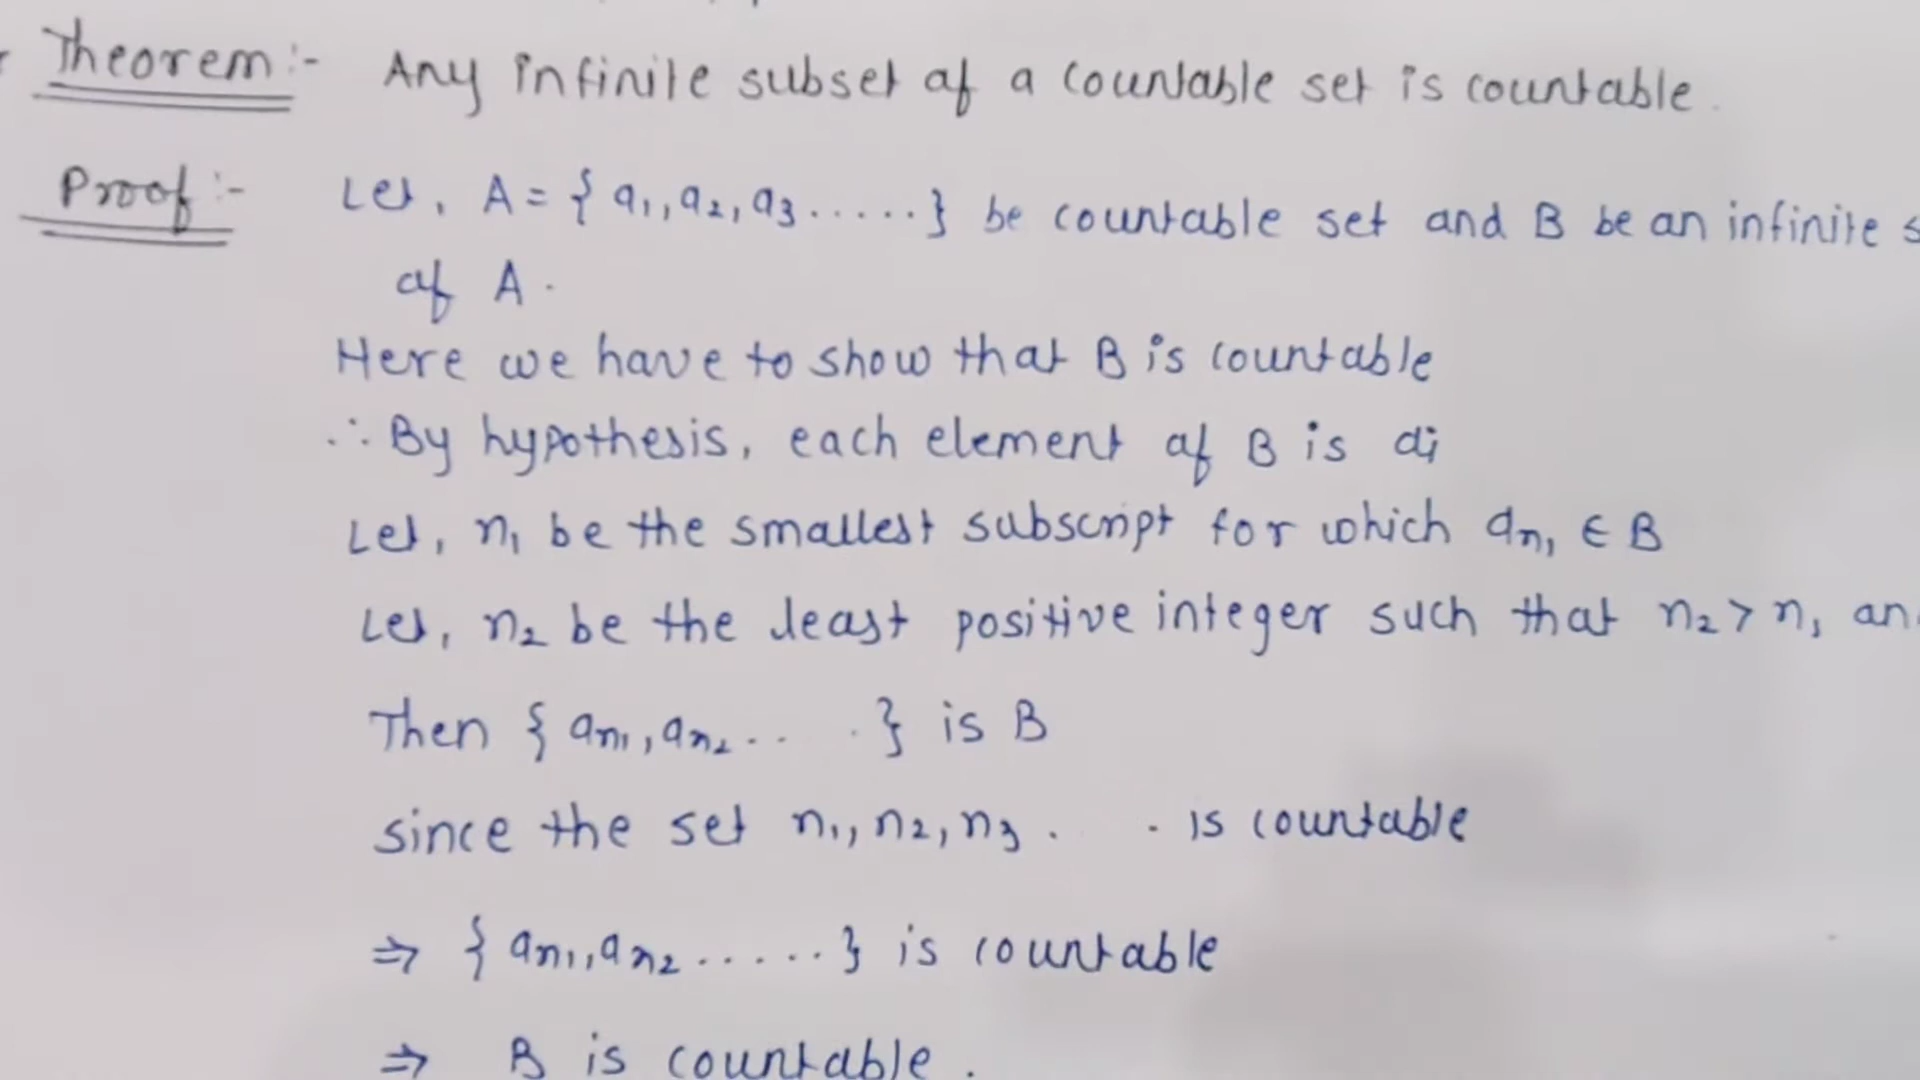 Theorem:- Any infinite subset of a countable set is countable.
Proof:- Let, A = { a₁, a₂, a₃ ...... } be countable set and B be an infinite s
of A.
Here we have to show that B is countable
∴ By hypothesis, each element of B is ai
Let, n₁ be the smallest subscript for which aₙ₁ ∈ B
Let, n₂ be the least positive integer such that n₂ > n₁ an
Then { aₙ₁, aₙ₂ .. . } is B
since the set n₁, n₂, n₃ . . is countable
⇒ { aₙ₁, aₙ₂ ...... } is countable
⇒ B is countable.